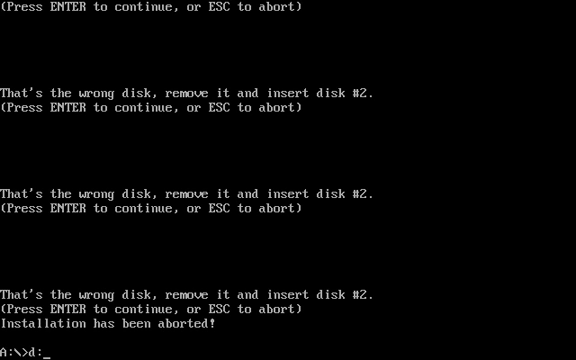 (Press ENTER to continue, or ESC to abort)
That's the wrong disk, remove it and insert disk #2.
(Press ENTER to continue, or ESC to abort)
That's the wrong disk, remove it and insert disk #2.
(Press ENTER to continue, or ESC to abort)
That's the wrong disk, remove it and insert disk #2.
(Press ENTER to continue, or ESC to abort)
Installation has been aborted!
A:\>d:_